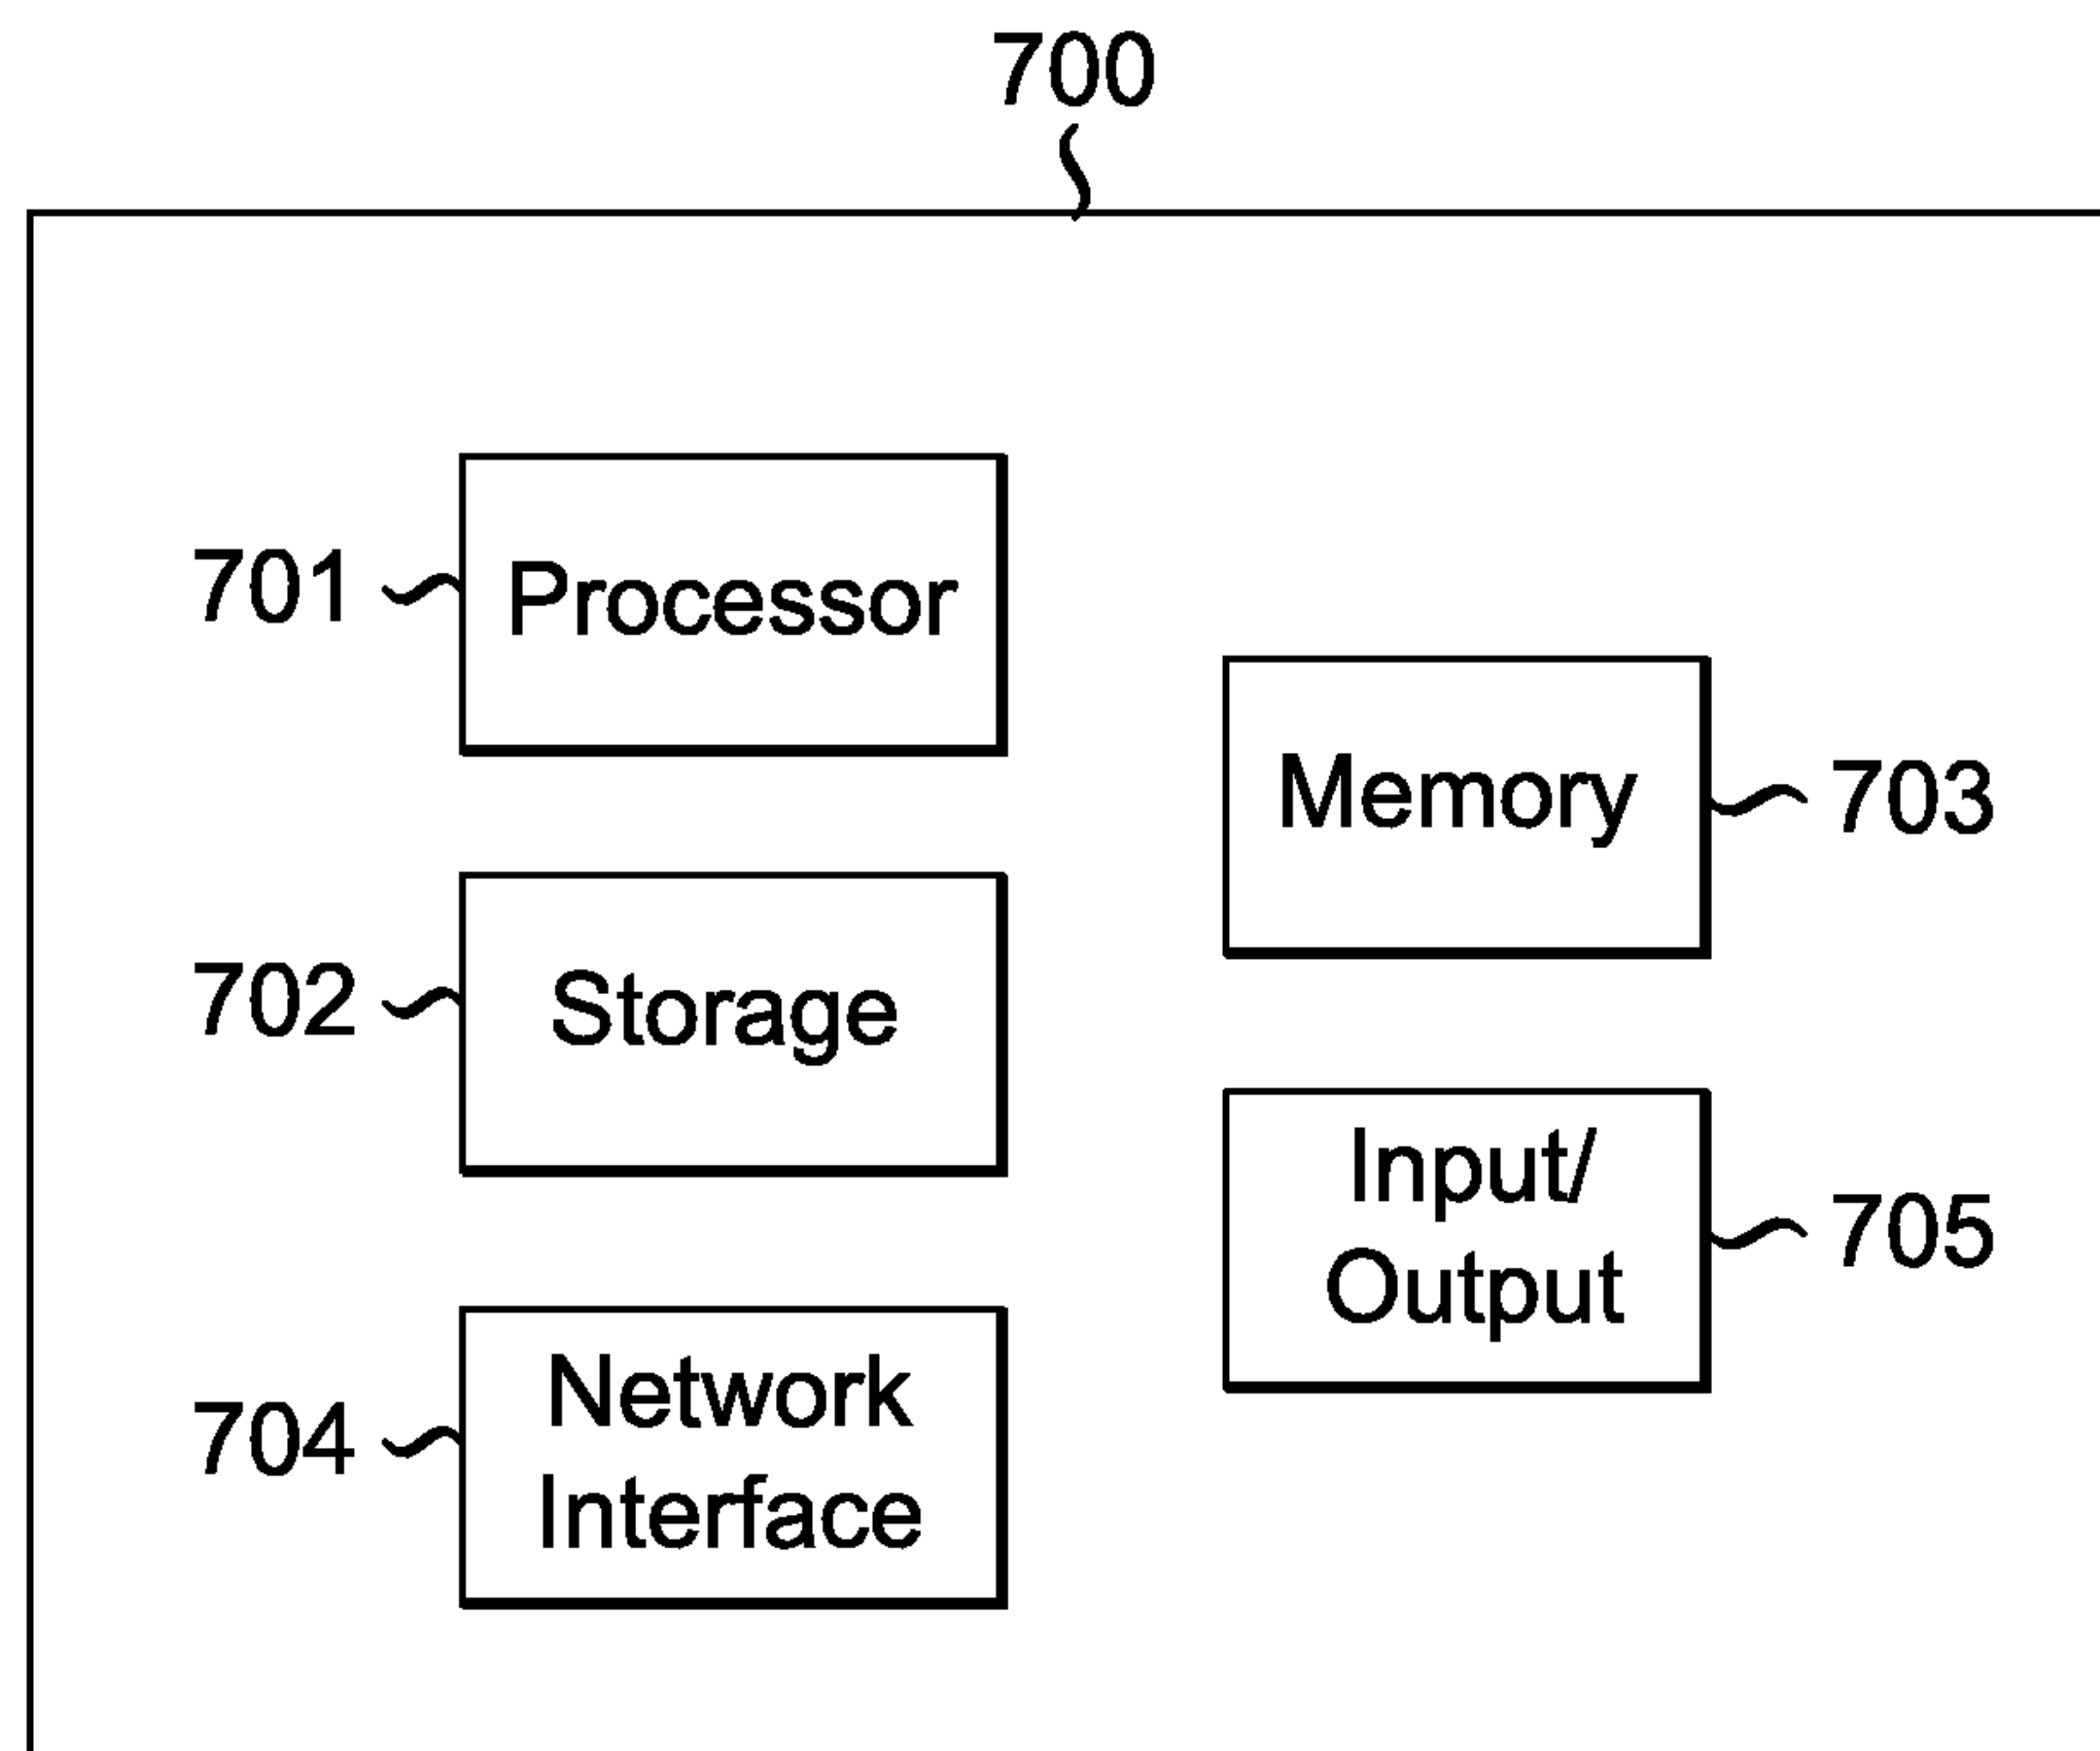 700
701
Processor
Memory
703
702
Storage
Input/
Output
705
704
Network
Interface